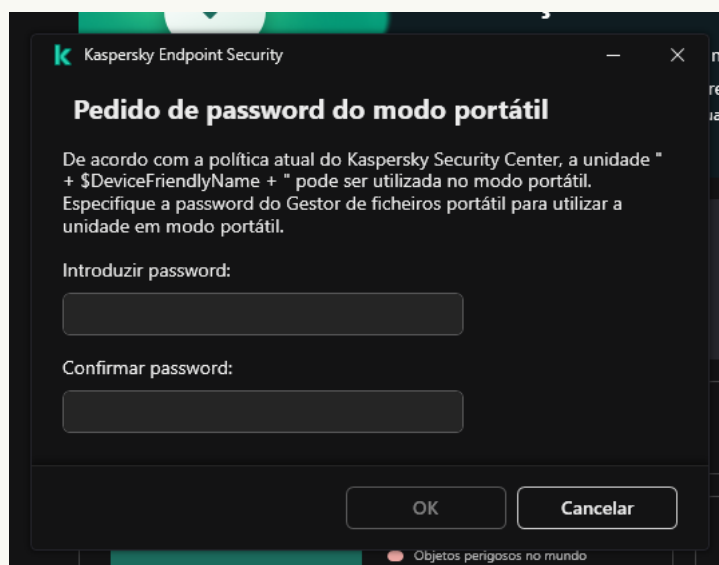 Kaspersky Endpoint Security
Pedido de password do modo portátil
De acordo com a política atual do Kaspersky Security Center, a unidade "
+ $DeviceFriendlyName + " pode ser utilizada no modo portátil.
Especifique a password do Gestor de ficheiros portátil para utilizar a
unidade em modo portátil.
Introduzir password:
Confirmar password:
OK
Cancelar
Objetos perigosos no mundo